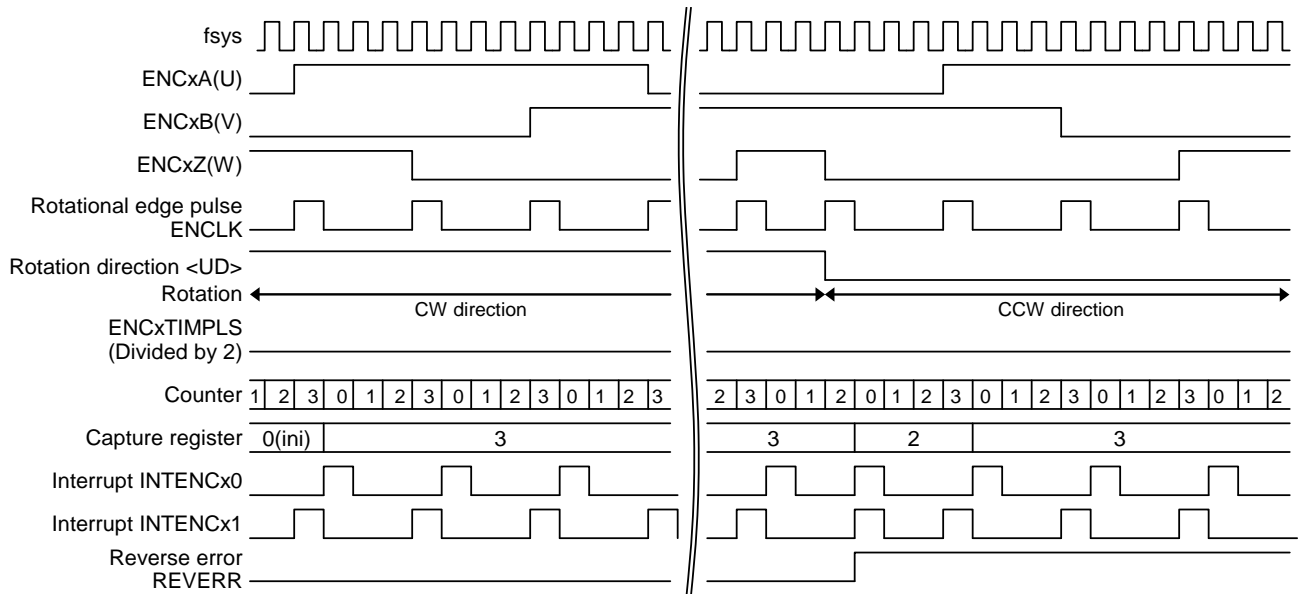 fsys
ENCxA(U)
ENCxB(V)
ENCxZ(W)
Rotational edge pulse
ENCLK
Rotation direction <UD>
Rotation
CW direction
CCW direction
ENCxTIMPLS
(Divided by 2)
Counter 1 2 3 0 1 2 3 0 1 2 3 0 1 2 3 2 3 0 1 2 0 1 2 3 0 1 2 3 0 1 2 3 0 1 2
Capture register 0(ini) 3 3 2 3
Interrupt INTENCx0
Interrupt INTENCx1
Reverse error
REVERR